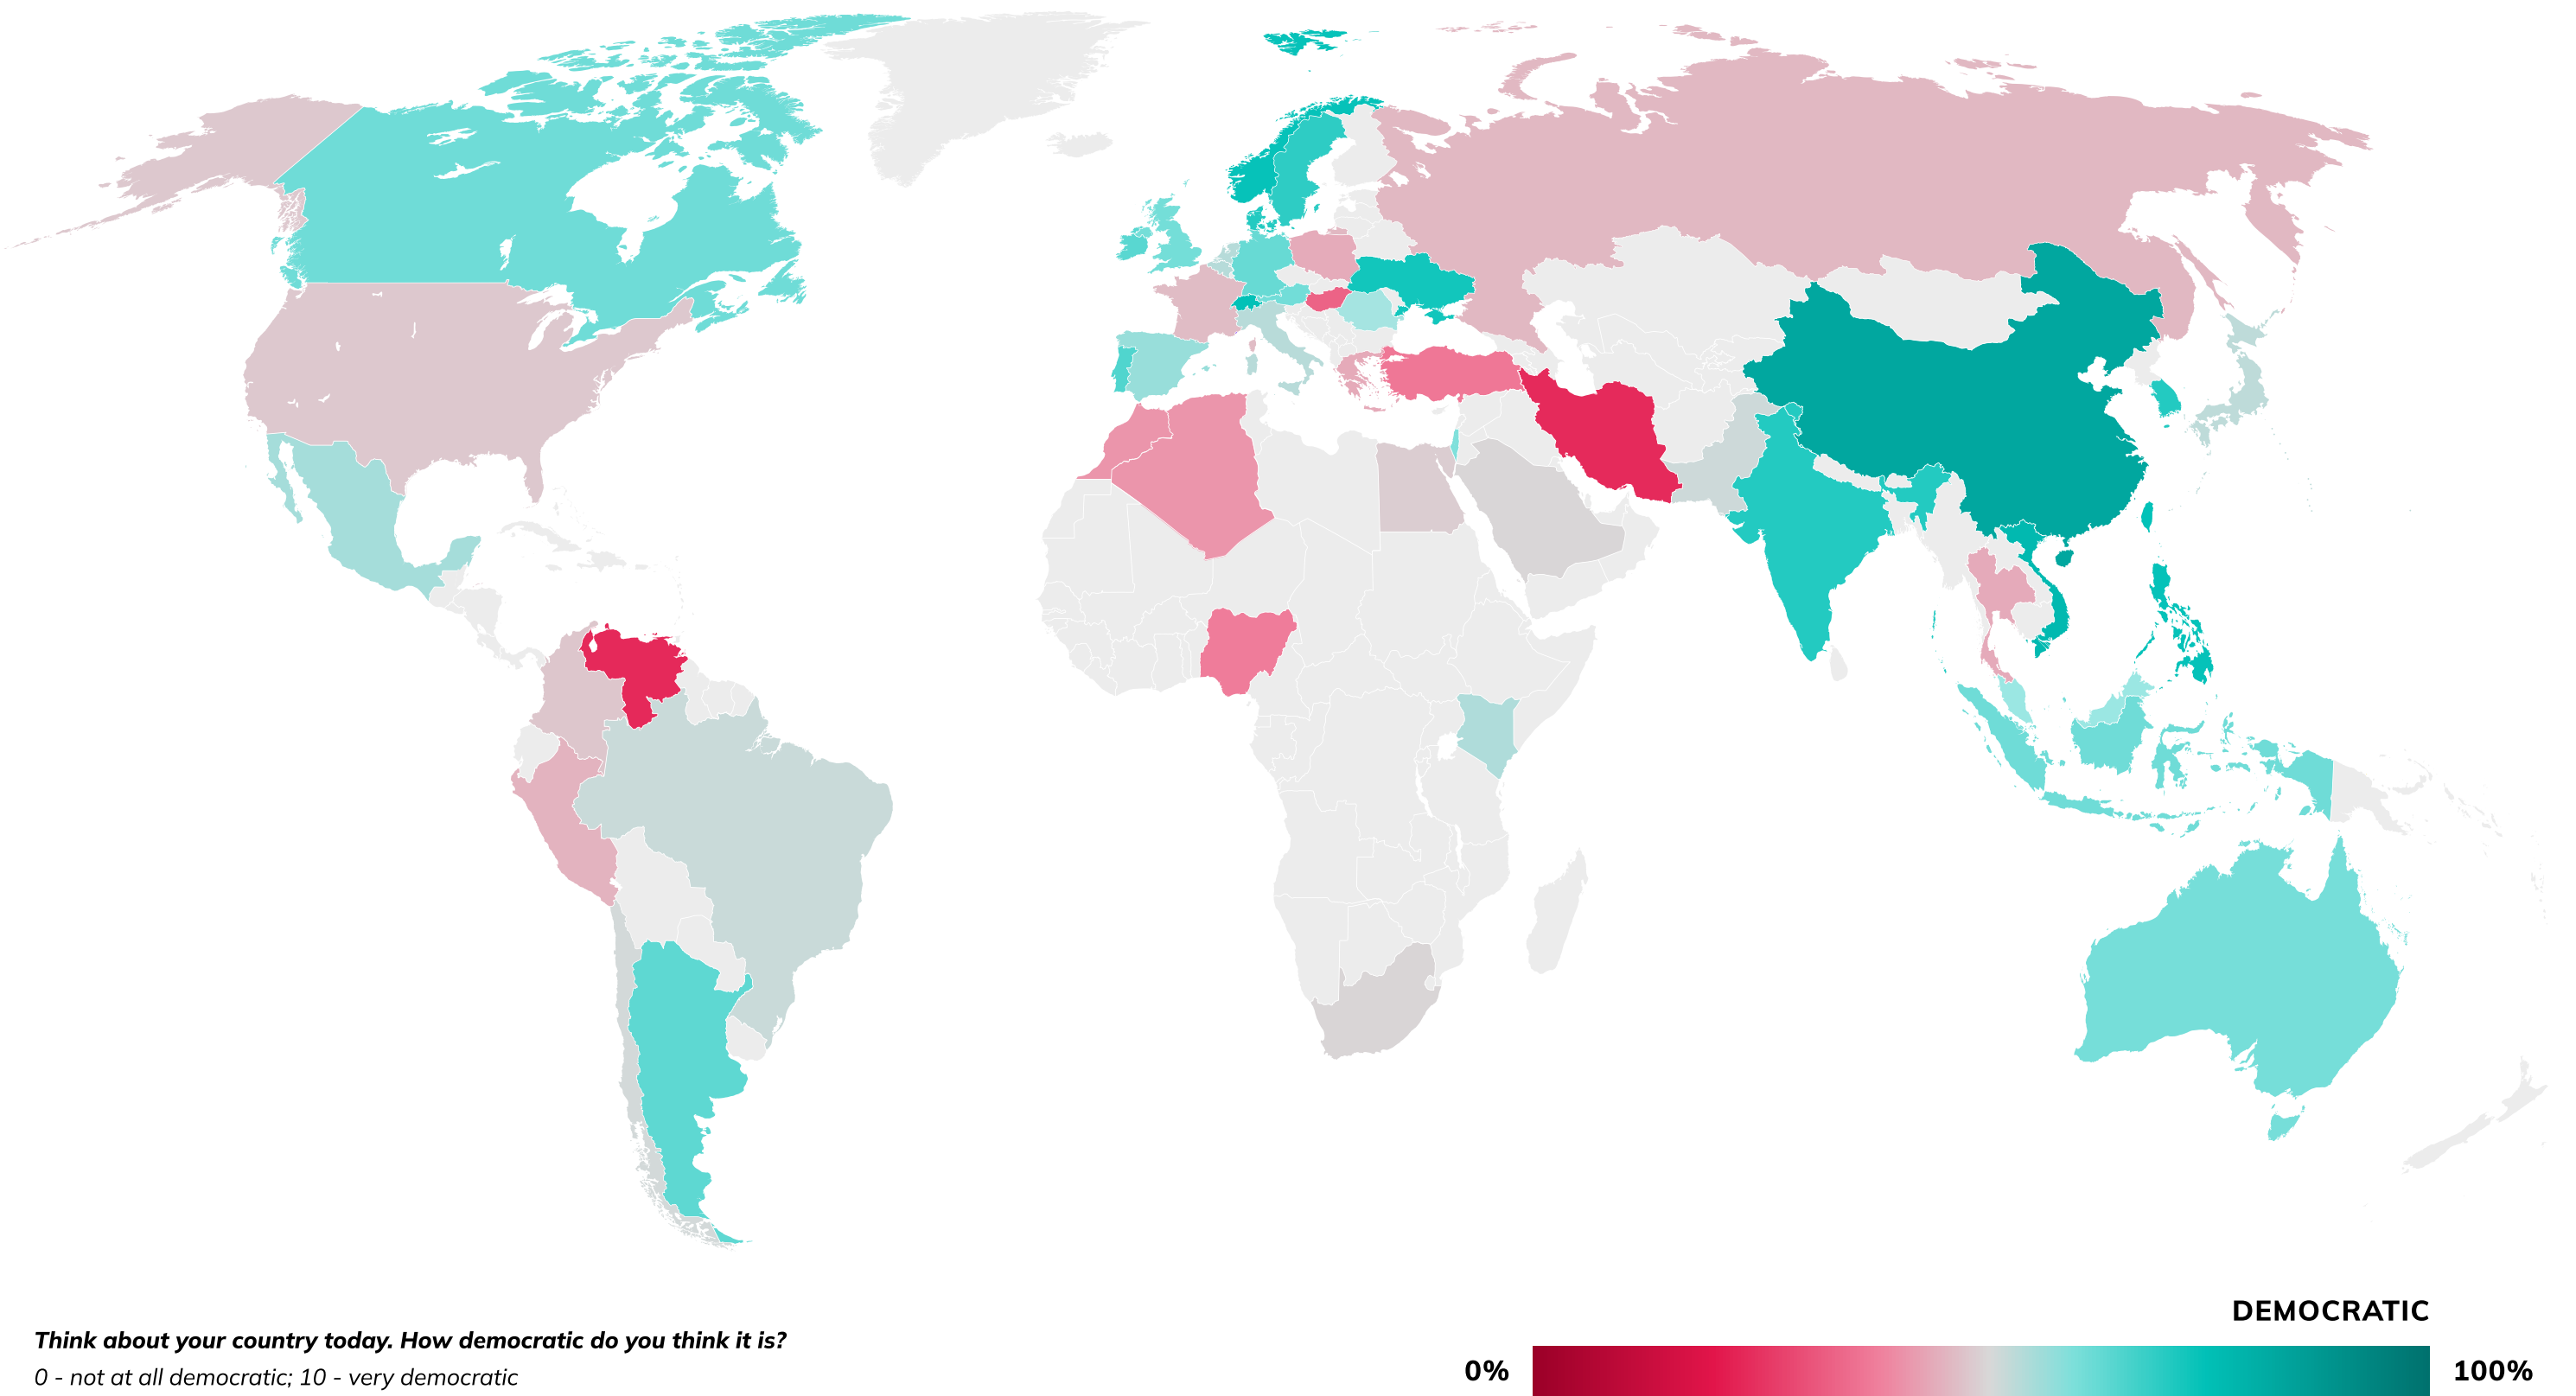 DEMOCRATIC
Think about your country today. How democratic do you think it is?
0 - not at all democratic; 10 - very democratic
0%
100%